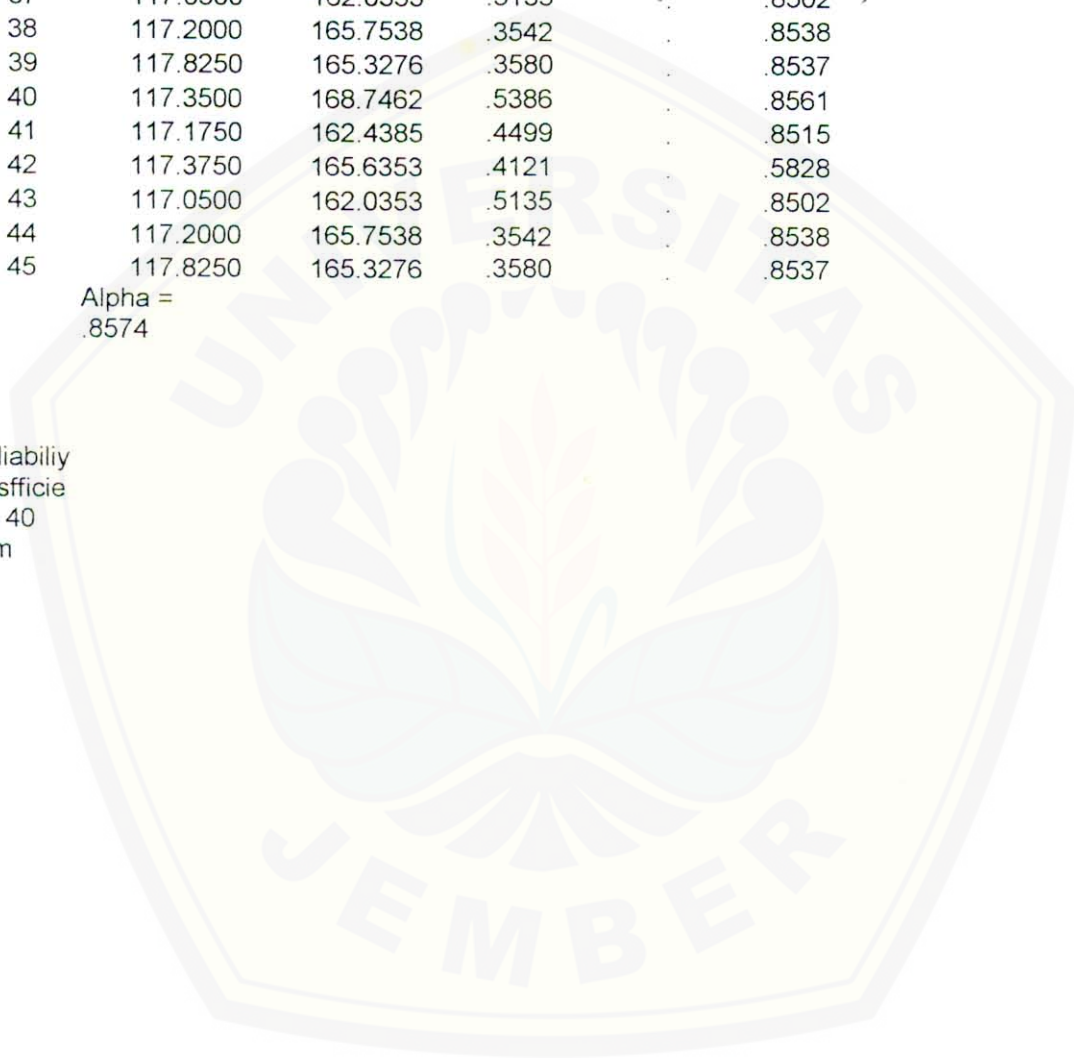 38 117.2000 165.7538 .3542 . .8538
39 117.8250 165.3276 .3580 . .8537
40 117.3500 168.7462 .5386 . .8561
41 117.1750 162.4385 .4499 . .8515
42 117.3750 165.6353 .4121 . .5828
43 117.0500 162.0353 .5135 . .8502
44 117.2000 165.7538 .3542 . .8538
45 117.8250 165.3276 .3580 . .8537
Alpha =
.8574
liabiliy
sfficie
40
UNIVERSITAS
JEMBER